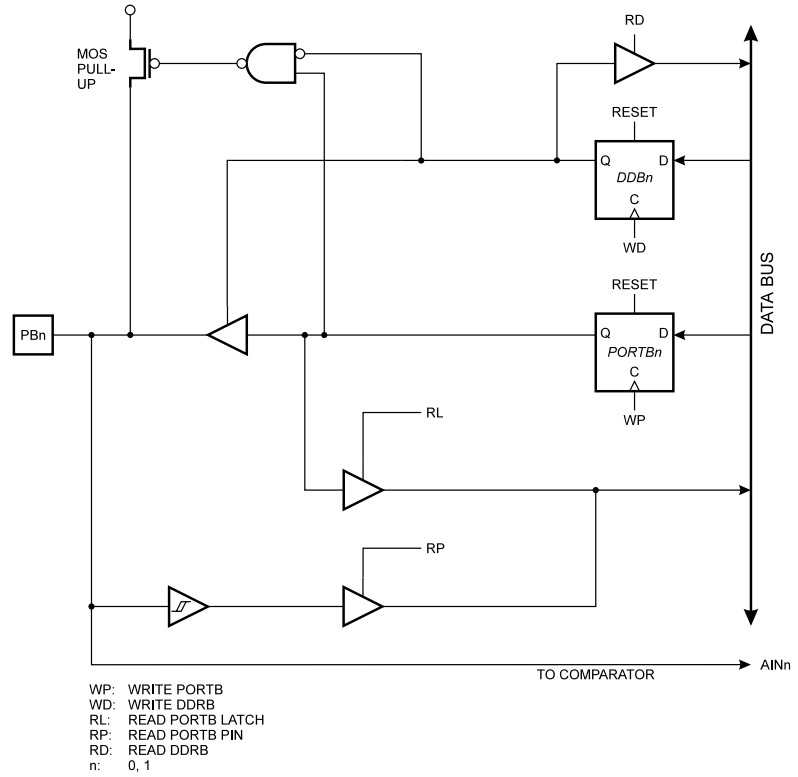 RD
MOS
PULL-
UP
RESET
Q D
DDBn
C
WD
DATA BUS
RESET
PBn
Q D
PORTBn
C
WP
RL
RP
TO COMPARATOR
AINn
WP: WRITE PORTB
WD: WRITE DDRB
RL: READ PORTB LATCH
RP: READ PORTB PIN
RD: READ DDRB
n: 0, 1